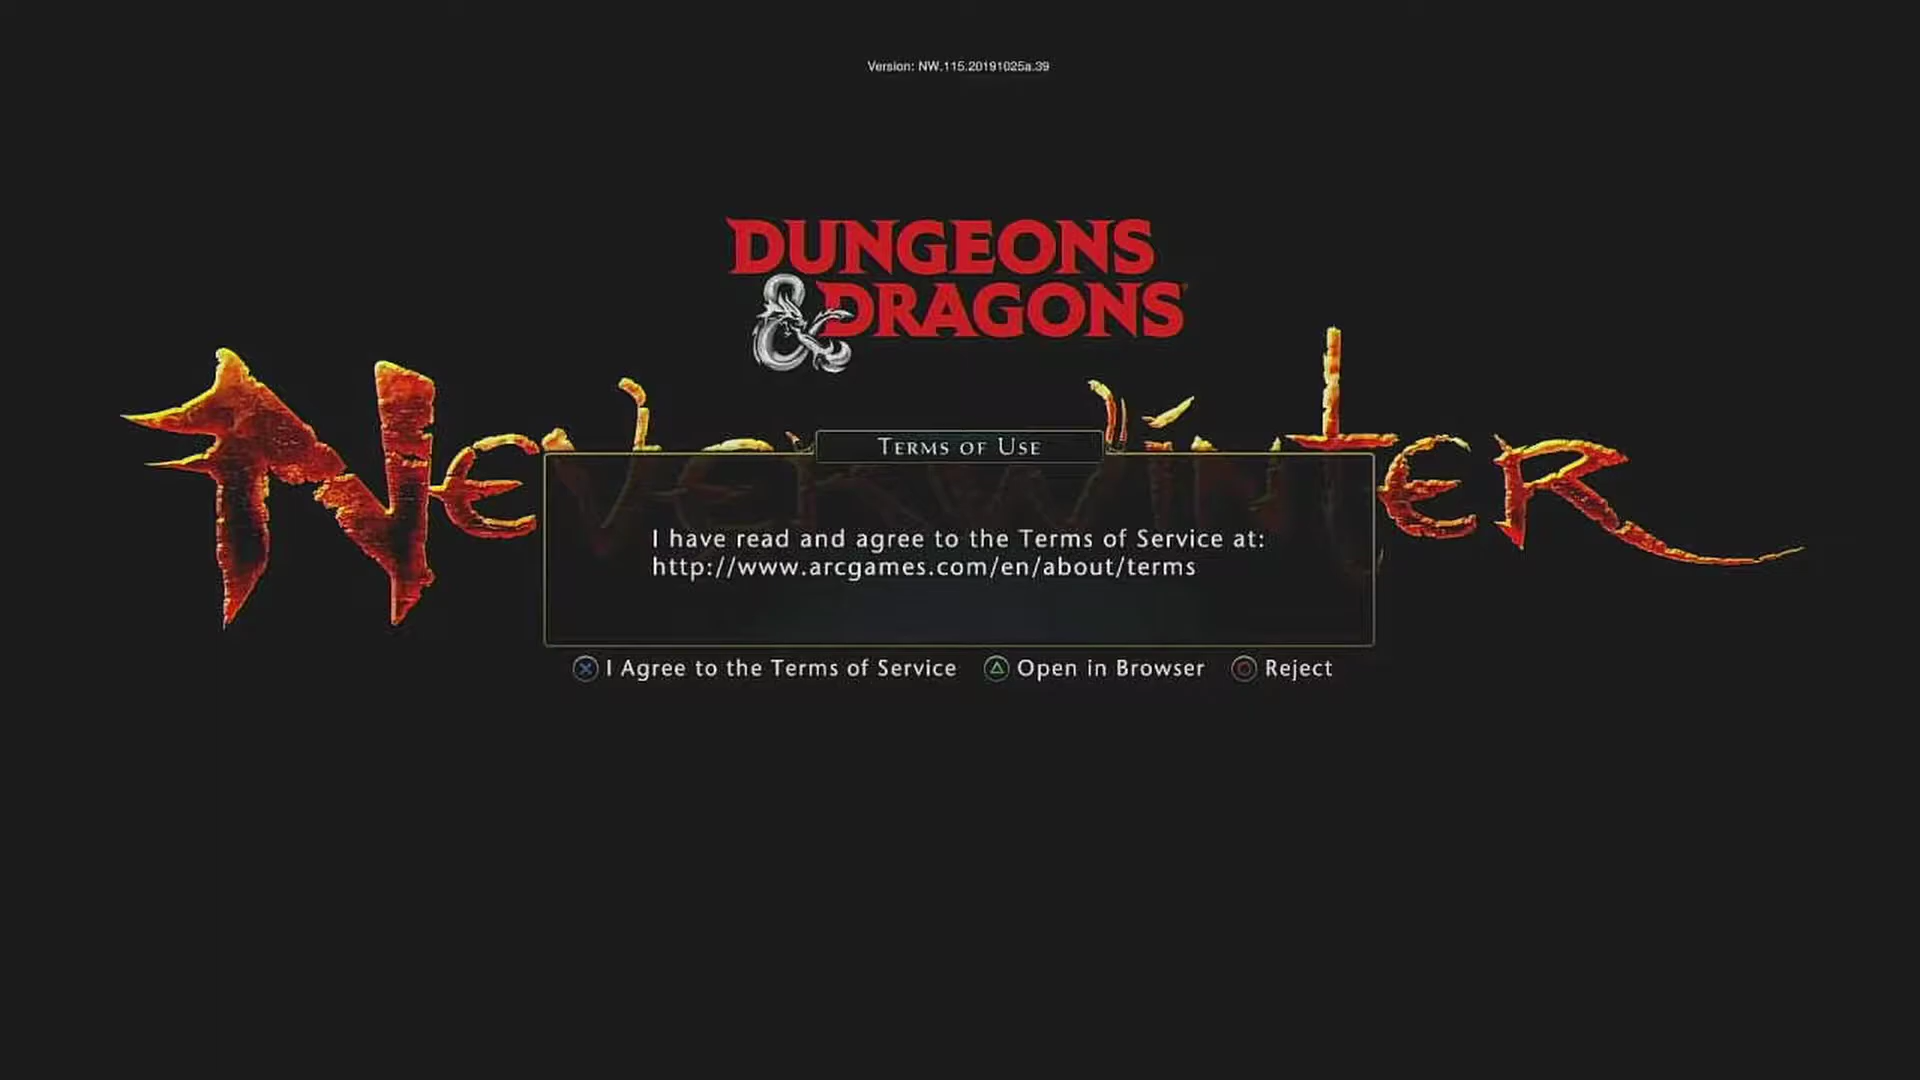 Version: NW.115.20191025a.39
DUNGEONS
& DRAGONS
NEVERWINTER
TERMS OF USE
I have read and agree to the Terms of Service at:
http://www.arcgames.com/en/about/terms
I Agree to the Terms of Service Open in Browser Reject